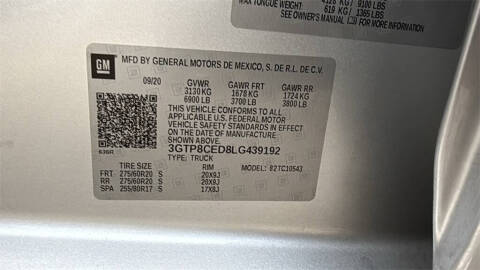 4128 KG / 9100 LBS
MAX TONGUE WEIGHT 619 KG / 1365 LBS
SEE OWNER'S MANUAL FOR MORE INFORMATION
GM
MFD BY GENERAL MOTORS DE MEXICO, S. DE R.L. DE C.V.
09/20 GVWR GAWR FRT GAWR RR
3130 KG 1678 KG 1724 KG
6900 LB 3700 LB 3800 LB
THIS VEHICLE CONFORMS TO ALL
APPLICABLE U.S. FEDERAL MOTOR
VEHICLE SAFETY STANDARDS IN EFFECT
ON THE DATE OF MANUFACTURE SHOWN ABOVE.
3GTP8CED8LG439192
TYPE: TRUCK
TIRE SIZE RIM
FRT 275/60R20 S 20X9J
RR 275/60R20 S 20X9J
SPA 255/80R17 S 17X8J
82TC10543